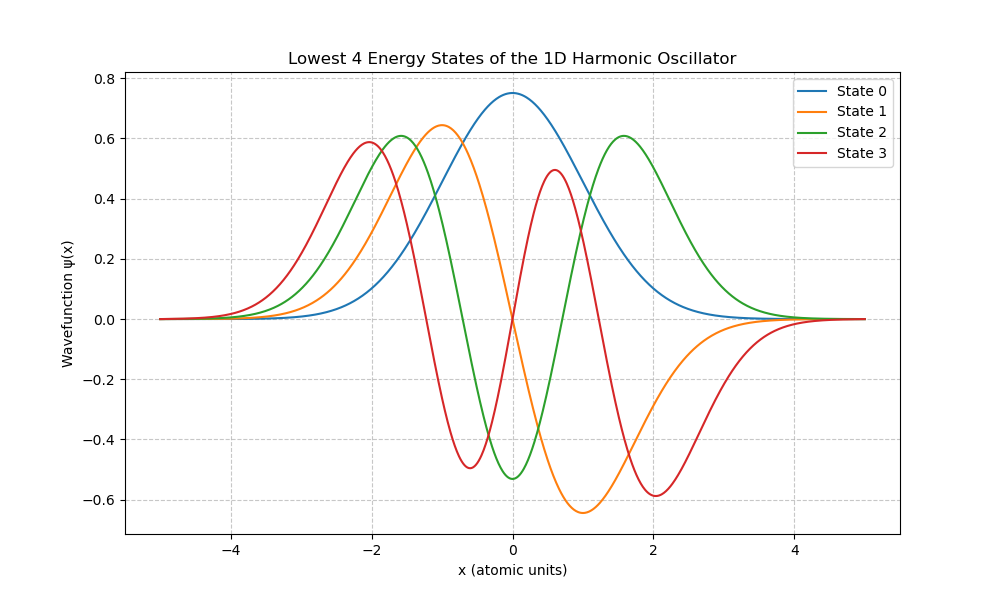 Lowest 4 Energy States of the 1D Harmonic Oscillator
State 0
State 1
State 2
State 3
Wavefunction ψ(x)
0.8
0.6
0.4
0.2
0.0
−0.2
−0.4
−0.6
−4
−2
0
2
4
x (atomic units)